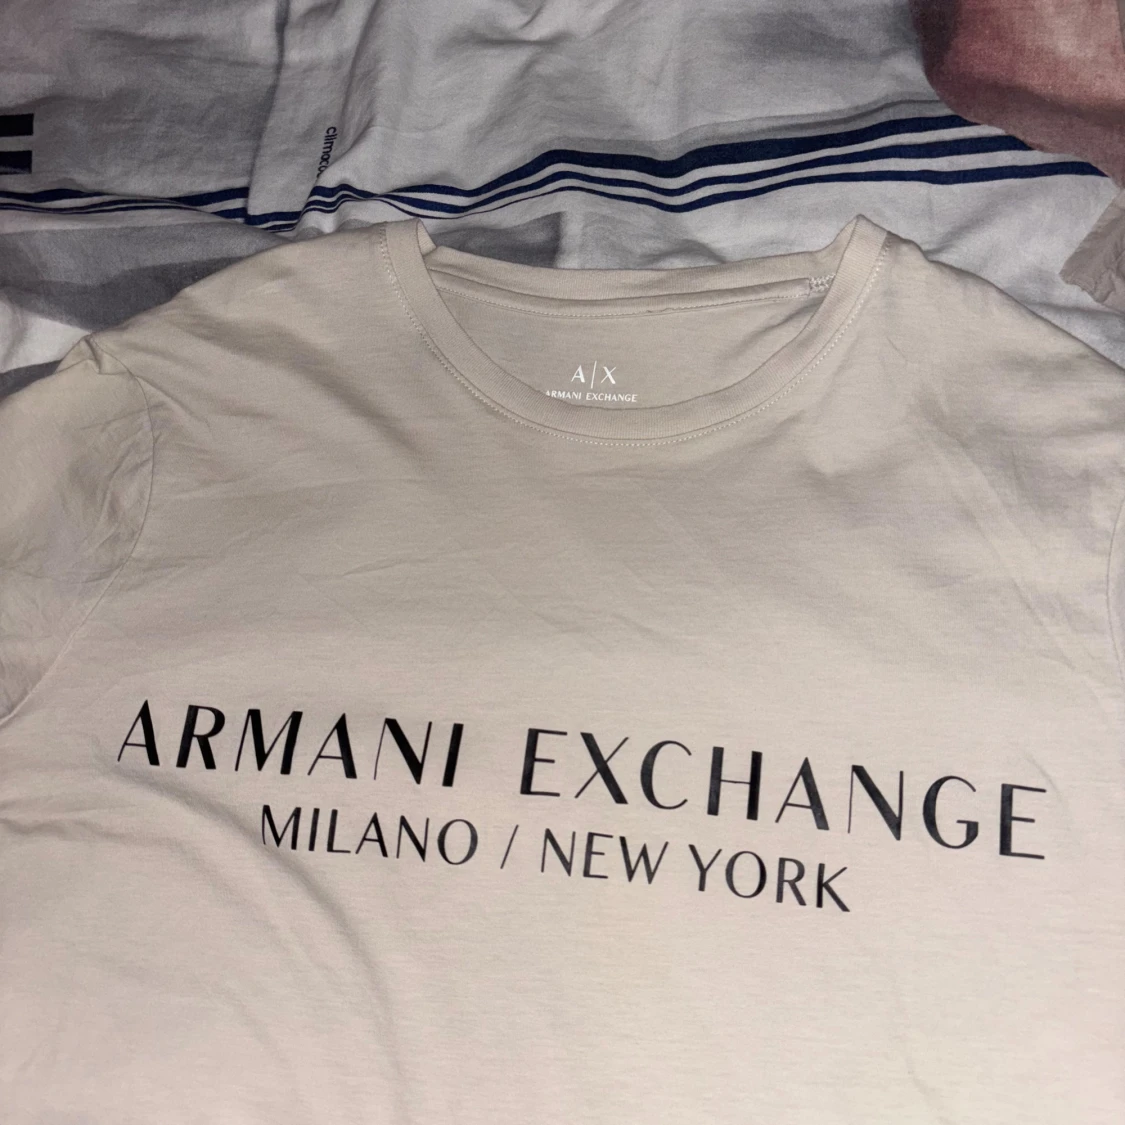 A|X
ARMANI EXCHANGE
ARMANI EXCHANGE
MILANO / NEW YORK